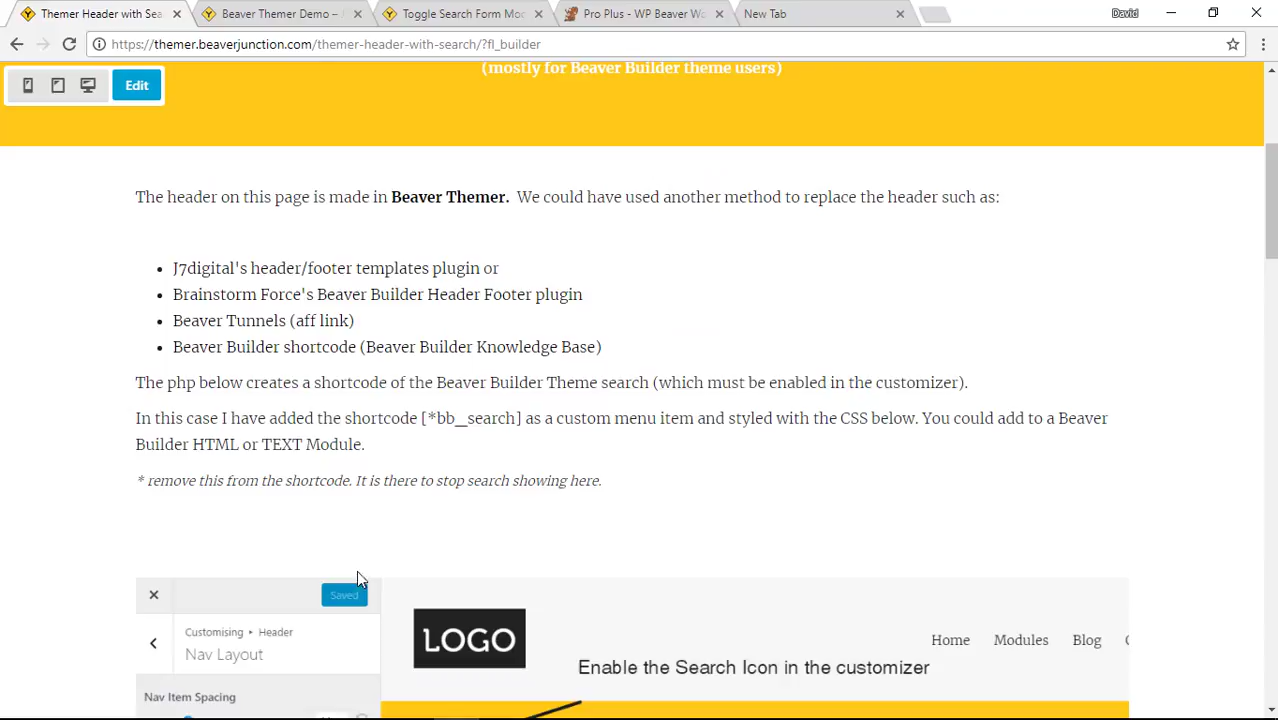 Themer Header with Sea
Beaver Themer Demo –
Toggle Search Form Mod
Pro Plus - WP Beaver Wo
New Tab
David
https://themer.beaverjunction.com/themer-header-with-search/?fl_builder
(mostly for Beaver Builder theme users)
Edit
The header on this page is made in Beaver Themer. We could have used another method to replace the header such as:
• J7digital's header/footer templates plugin or
• Brainstorm Force's Beaver Builder Header Footer plugin
• Beaver Tunnels (aff link)
• Beaver Builder shortcode (Beaver Builder Knowledge Base)
The php below creates a shortcode of the Beaver Builder Theme search (which must be enabled in the customizer).
In this case I have added the shortcode [*bb_search] as a custom menu item and styled with the CSS below. You could add to a Beaver
Builder HTML or TEXT Module.
* remove this from the shortcode. It is there to stop search showing here.
Saved
Customising ▸ Header
Nav Layout
LOGO
Home Modules Blog
Enable the Search Icon in the customizer
Nav Item Spacing